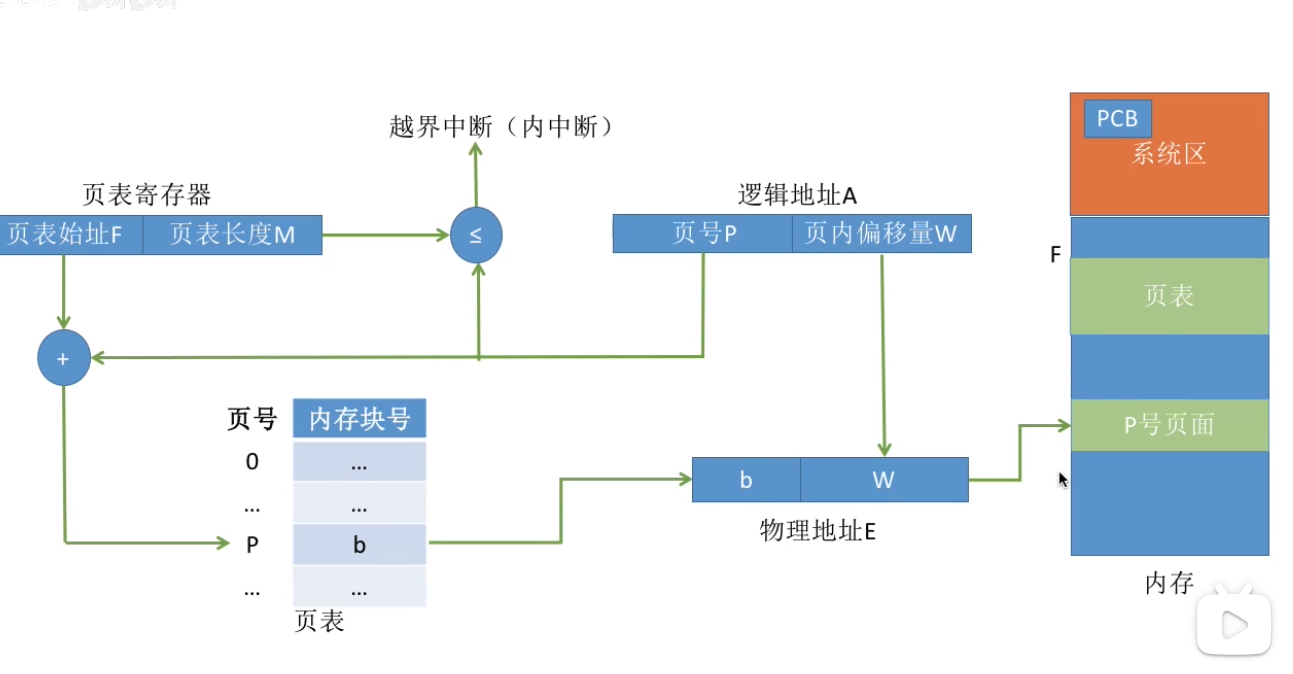 越界中断（内中断）
页表寄存器
页表始址F 页表长度M
≤
逻辑地址A
页号P 页内偏移量W
PCB
系统区
F
页表
P号页面
内存
+
页号 内存块号
0 …
… …
P b
… …
页表
b W
物理地址E